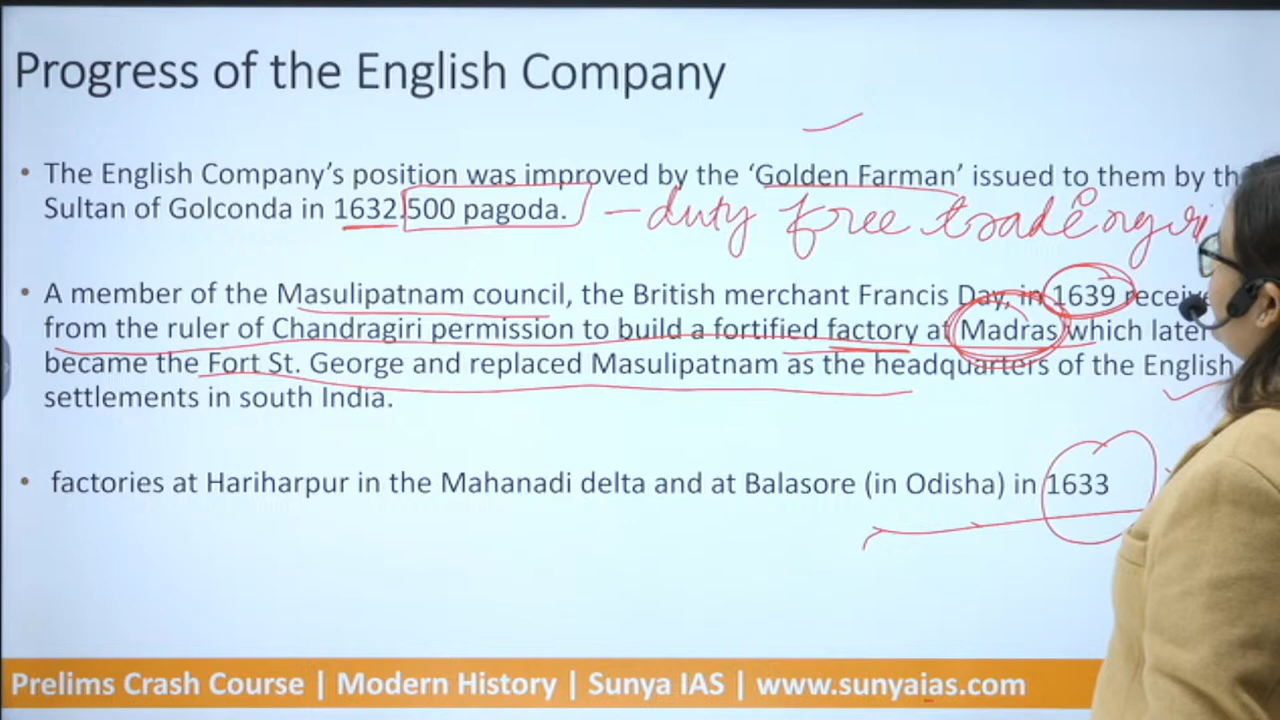 Progress of the English Company
• The English Company's position was improved by the ‘Golden Farman’ issued to them by th
Sultan of Golconda in 1632.500 pagoda. – duty free trading
• A member of the Masulipatnam council, the British merchant Francis Day, in 1639 receive
from the ruler of Chandragiri permission to build a fortified factory at Madras which later
became the Fort St. George and replaced Masulipatnam as the headquarters of the English
settlements in south India.
• factories at Hariharpur in the Mahanadi delta and at Balasore (in Odisha) in 1633
Prelims Crash Course | Modern History | Sunya IAS | www.sunyaias.com